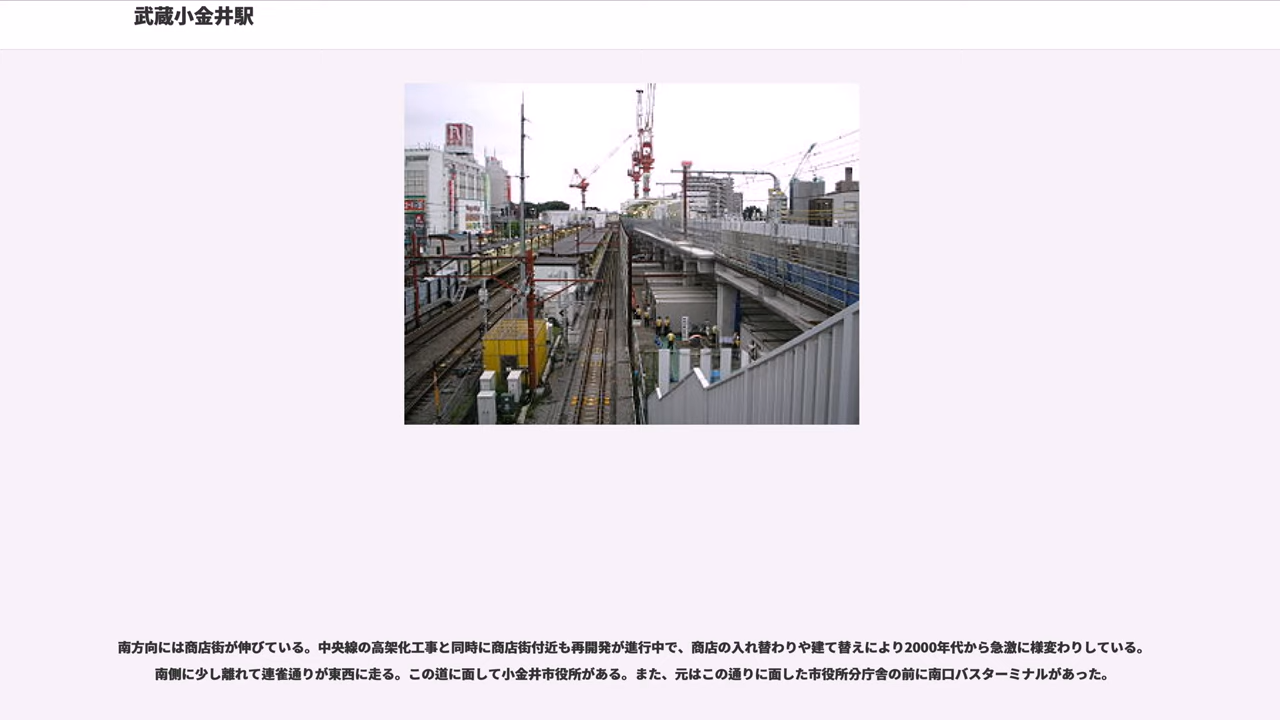 武蔵小金井駅
南方向には商店街が伸びている。中央線の高架化工事と同時に商店街付近も再開発が進行中で、商店の入れ替わりや建て替えにより2000年代から急激に様変わりしている。
南側に少し離れて連雀通りが東西に走る。この道に面して小金井市役所がある。また、元はこの通りに面した市役所分庁舎の前に南口バスターミナルがあった。